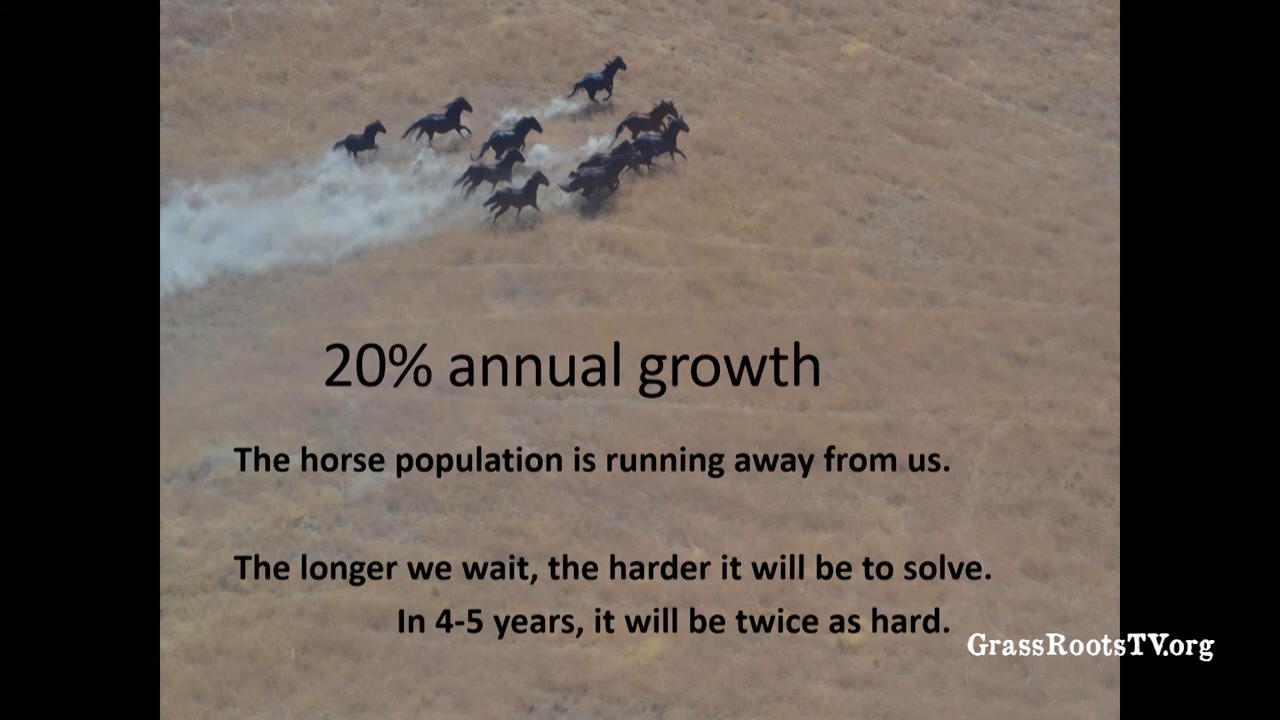 20% annual growth
The horse population is running away from us.
The longer we wait, the harder it will be to solve.
In 4-5 years, it will be twice as hard.
GrassRootsTV.org